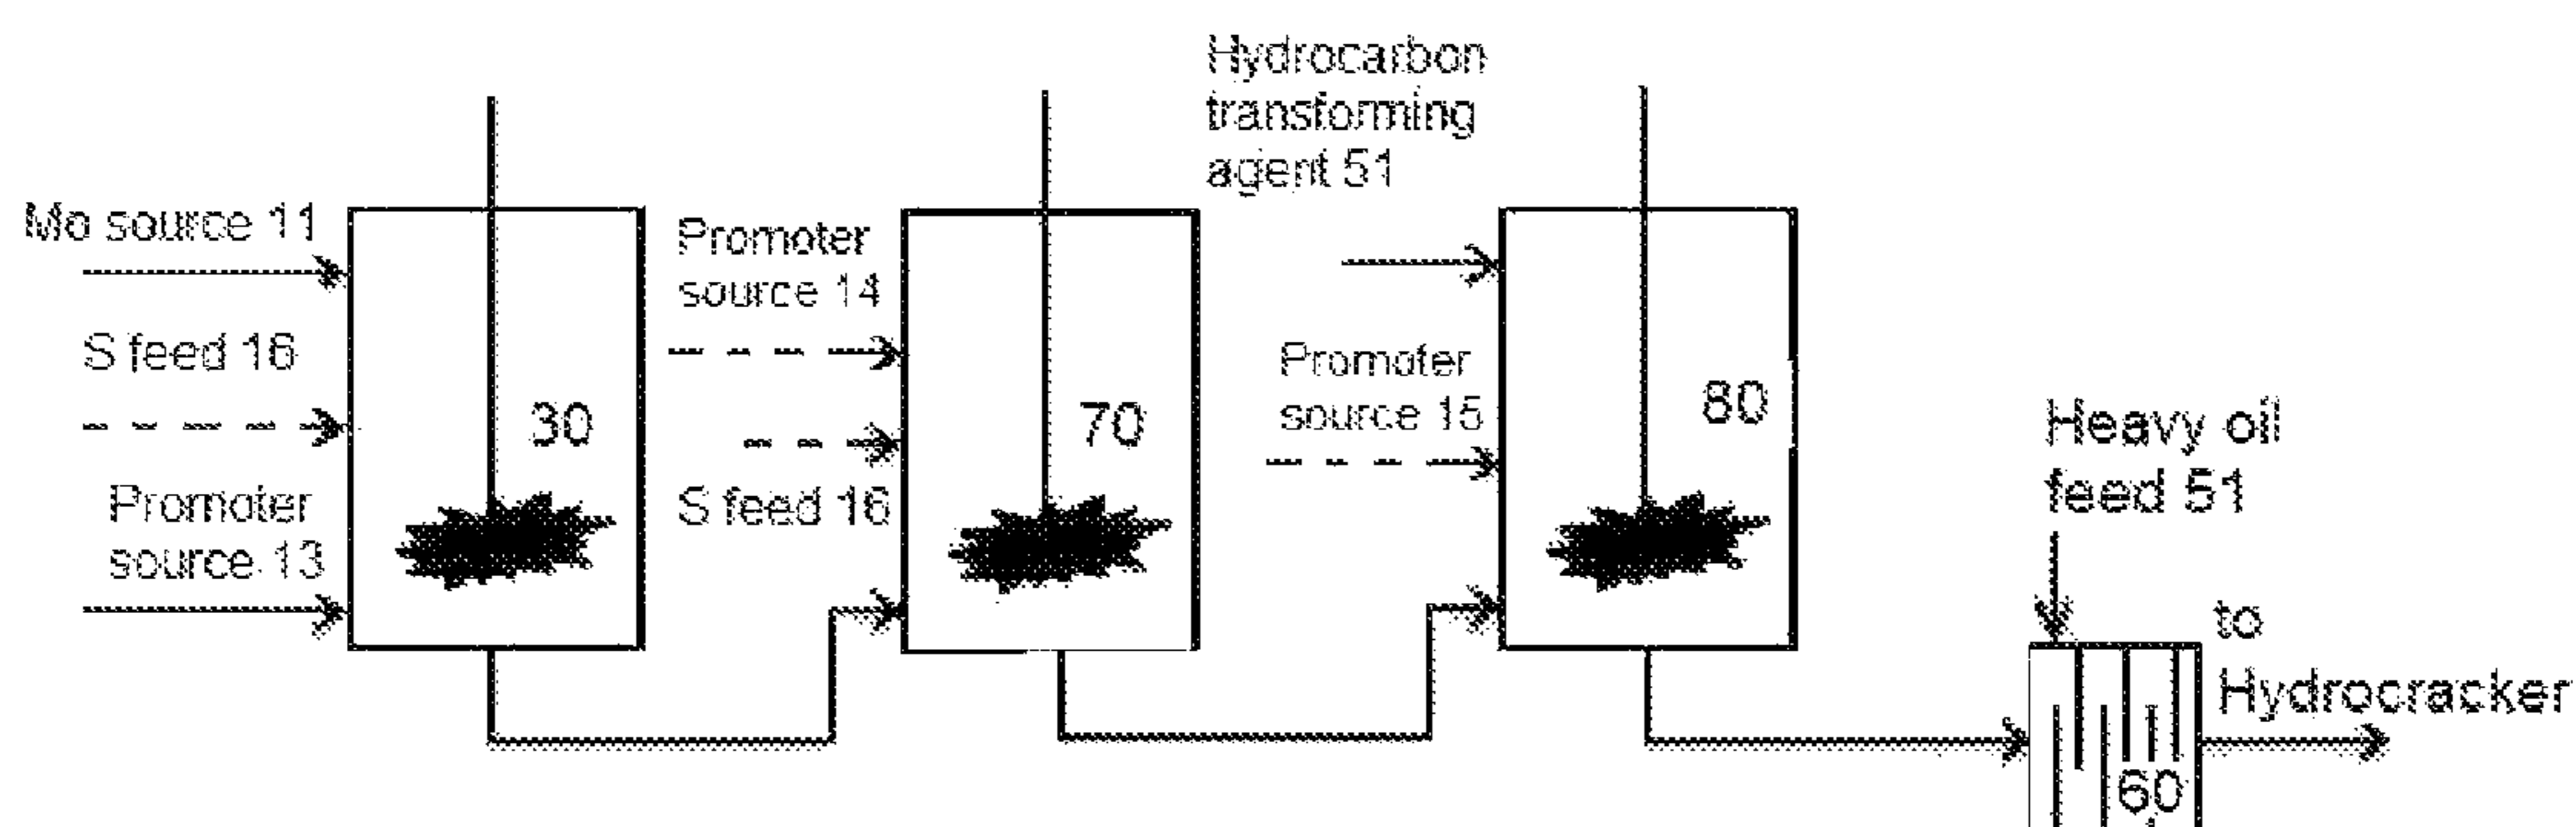 Hydrocarbon
transforming
agent 51
Mo source 11
Promoter
source 14
S feed 16
Promoter
source 15
30
70
80
Heavy oil
feed 51
Promoter
source 13
S feed 16
to
Hydrocracker
60